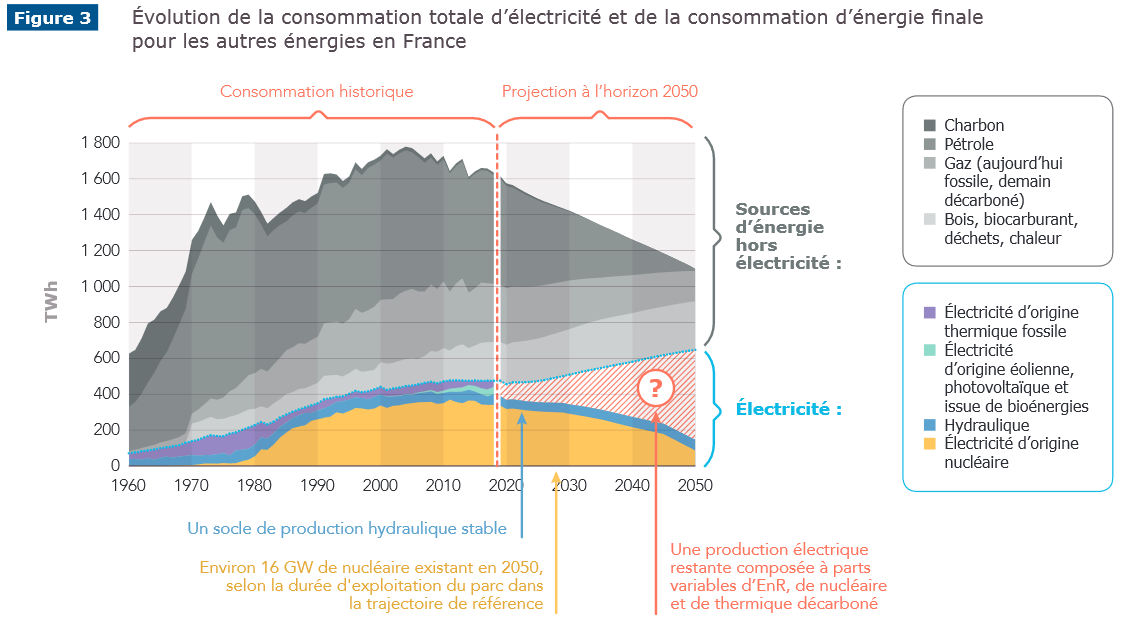 Figure 3
Évolution de la consommation totale d’électricité et de la consommation d’énergie finale
pour les autres énergies en France
Consommation historique
Projection à l’horizon 2050
1 800
1 600
1 400
1 200
1 000
800
600
400
200
0
TWh
1960
1970
1980
1990
2000
2010
2020
2030
2040
2050
?
Sources
d’énergie
hors
électricité :
Électricité :
Charbon
Pétrole
Gaz (aujourd’hui
fossile, demain
décarboné)
Bois, biocarburant,
déchets, chaleur
Électricité d’origine
thermique fossile
Électricité
d’origine éolienne,
photovoltaïque et
issue de bioénergies
Hydraulique
Électricité d’origine
nucléaire
Un socle de production hydraulique stable
Environ 16 GW de nucléaire existant en 2050,
selon la durée d'exploitation du parc dans
la trajectoire de référence
Une production électrique
restante composée à parts
variables d’EnR, de nucléaire
et de thermique décarboné